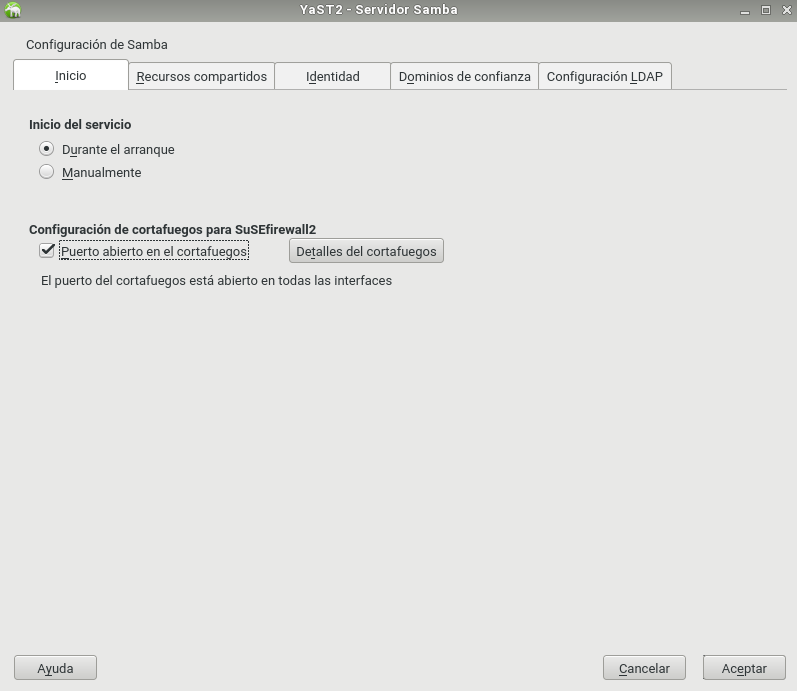 YaST2 - Servidor Samba
Configuración de Samba
Inicio
Recursos compartidos
Identidad
Dominios de confianza
Configuración LDAP
Inicio del servicio
Durante el arranque
Manualmente
Configuración de cortafuegos para SuSEfirewall2
Puerto abierto en el cortafuegos
Detalles del cortafuegos
El puerto del cortafuegos está abierto en todas las interfaces
Ayuda
Cancelar
Aceptar